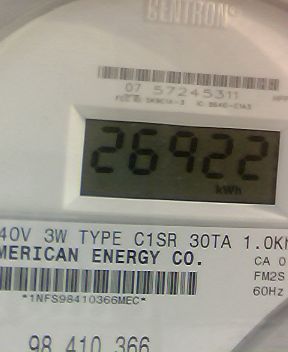 CENTRON®
07 57245311
26922
kWh
40V 3W TYPE C1SR 30TA 1.0Kh
MERICAN ENERGY CO.
CA 0
FM2S
60Hz
*1NFS98410366MEC*
98 410 366